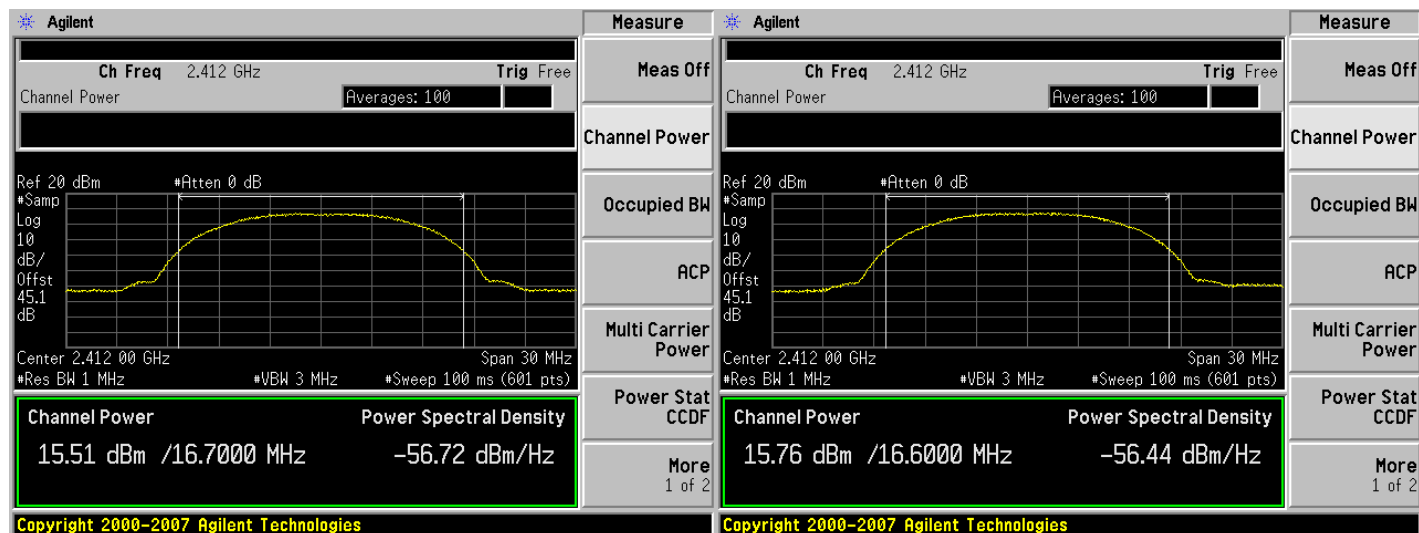 Agilent
Measure
Ch Freq 2.412 GHz Trig Free
Meas Off
Channel Power Averages: 100
Channel Power
Ref 20 dBm #Atten 0 dB
#Samp
Occupied BW
Log
10
dB/
ACP
Offst
45.1
dB
Multi Carrier
Power
Center 2.412 00 GHz Span 30 MHz
#Res BW 1 MHz #VBW 3 MHz #Sweep 100 ms (601 pts)
Power Stat
CCDF
Channel Power Power Spectral Density
15.51 dBm /16.7000 MHz -56.72 dBm/Hz
More
1 of 2
Copyright 2000-2007 Agilent Technologies
Agilent
Measure
Ch Freq 2.412 GHz Trig Free
Meas Off
Channel Power Averages: 100
Channel Power
Ref 20 dBm #Atten 0 dB
#Samp
Occupied BW
Log
10
dB/
ACP
Offst
45.1
dB
Multi Carrier
Power
Center 2.412 00 GHz Span 30 MHz
#Res BW 1 MHz #VBW 3 MHz #Sweep 100 ms (601 pts)
Power Stat
CCDF
Channel Power Power Spectral Density
15.76 dBm /16.6000 MHz -56.44 dBm/Hz
More
1 of 2
Copyright 2000-2007 Agilent Technologies